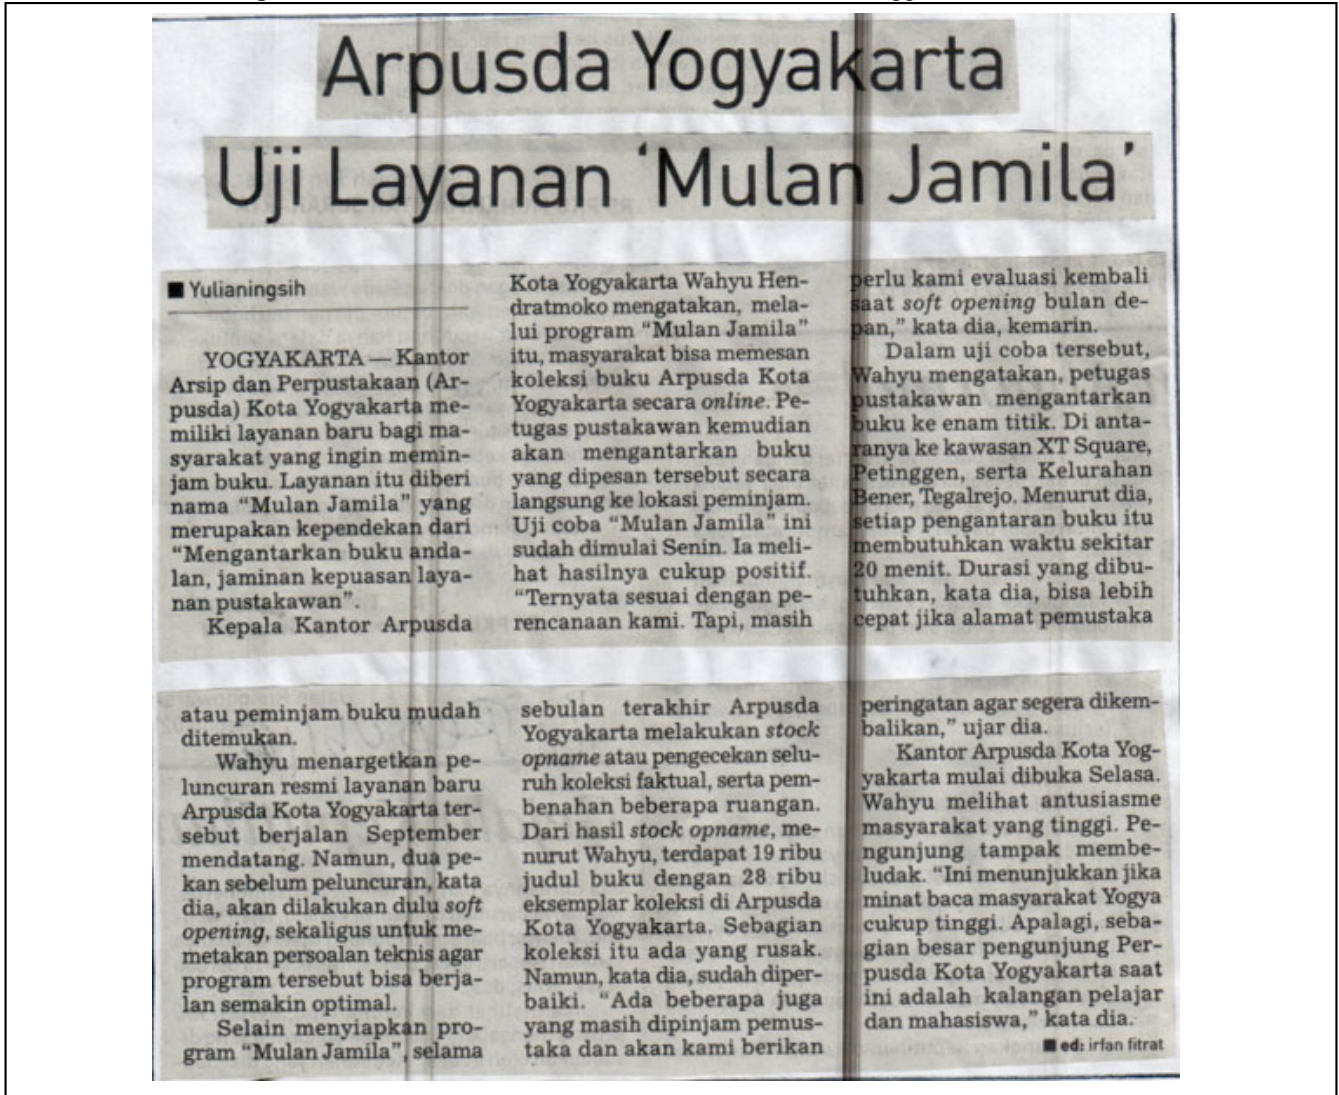 Arpusda Yogyakarta
Uji Layanan ‘Mulan Jamila’
■ Yulianingsih
YOGYAKARTA — Kantor
Arsip dan Perpustakaan (Ar-
pusda) Kota Yogyakarta me-
miliki layanan baru bagi ma-
syarakat yang ingin memin-
jam buku. Layanan itu diberi
nama “Mulan Jamila” yang
merupakan kependekan dari
“Mengantarkan buku anda-
lan, jaminan kepuasan laya-
nan pustakawan”.
Kepala Kantor Arpusda
Kota Yogyakarta Wahyu Hen-
dratmoko mengatakan, mela-
lui program “Mulan Jamila”
itu, masyarakat bisa memesan
koleksi buku Arpusda Kota
Yogyakarta secara online. Pe-
tugas pustakawan kemudian
akan mengantarkan buku
yang dipesan tersebut secara
langsung ke lokasi peminjam.
Uji coba “Mulan Jamila” ini
sudah dimulai Senin. Ia meli-
hat hasilnya cukup positif.
“Ternyata sesuai dengan pe-
rencanaan kami. Tapi, masih
perlu kami evaluasi kembali
saat soft opening bulan de-
pan,” kata dia, kemarin.
Dalam uji coba tersebut,
Wahyu mengatakan, petugas
pustakawan mengantarkan
buku ke enam titik. Di anta-
ranya ke kawasan XT Square,
Petinggen, serta Kelurahan
Bener, Tegalrejo. Menurut dia,
setiap pengantaran buku itu
membutuhkan waktu sekitar
20 menit. Durasi yang dibu-
tuhkan, kata dia, bisa lebih
cepat jika alamat pemustaka
atau peminjam buku mudah
ditemukan.
Wahyu menargetkan pe-
luncuran resmi layanan baru
Arpusda Kota Yogyakarta ter-
sebut berjalan September
mendatang. Namun, dua pe-
kan sebelum peluncuran, kata
dia, akan dilakukan dulu soft
opening, sekaligus untuk me-
metakan persoalan teknis agar
program tersebut bisa berja-
lan semakin optimal.
Selain menyiapkan pro-
gram “Mulan Jamila”, selama
sebulan terakhir Arpusda
Yogyakarta melakukan stock
opname atau pengecekan selu-
ruh koleksi faktual, serta pem-
benahan beberapa ruangan.
Dari hasil stock opname, me-
nurut Wahyu, terdapat 19 ribu
judul buku dengan 28 ribu
eksemplar koleksi di Arpusda
Kota Yogyakarta. Sebagian
koleksi itu ada yang rusak.
Namun, kata dia, sudah diper-
baiki. “Ada beberapa juga
yang masih dipinjam pemus-
taka dan akan kami berikan
peringatan agar segera dikem-
balikan,” ujar dia.
Kantor Arpusda Kota Yog-
yakarta mulai dibuka Selasa.
Wahyu melihat antusiasme
masyarakat yang tinggi. Pe-
ngunjung tampak membe-
ludak. “Ini menunjukkan jika
minat baca masyarakat Yogya
cukup tinggi. Apalagi, seba-
gian besar pengunjung Per-
pusda Kota Yogyakarta saat
ini adalah kalangan pelajar
dan mahasiswa,” kata dia.
■ ed: irfan fitrat